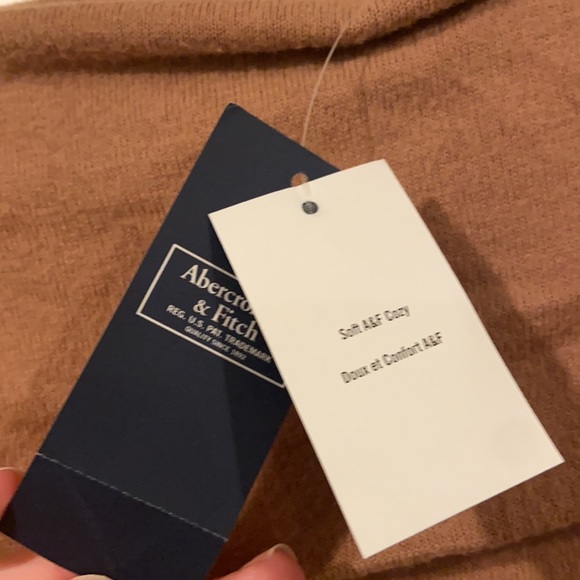 Abercro
& Fitch
REG. U.S. PAT. TRADEMARK
QUALITY SINCE 1892
Soft A&F Cozy
Doux et Confort A&F